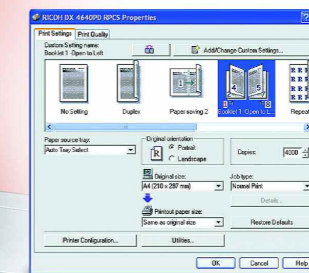 RICOH DX 4640PD RPCS Properties
Print Settings Print Quality
Custom Setting name:
Booklet 1 -Open to Left
Add/Change Custom Settings...
No Setting
Duplex
Paper saving 2
Booklet 1 -Open to L...
Repeat
Paper source tray:
Auto Tray Select
Original orientation
Portrait
Landscape
Copies:
Original size:
A4 (210 x 297 mm)
Job type:
Normal Print
Details...
Printout paper size:
Same as original size
Restore Defaults
Printer Configuration...
Utilities...
OK
Cancel
Help